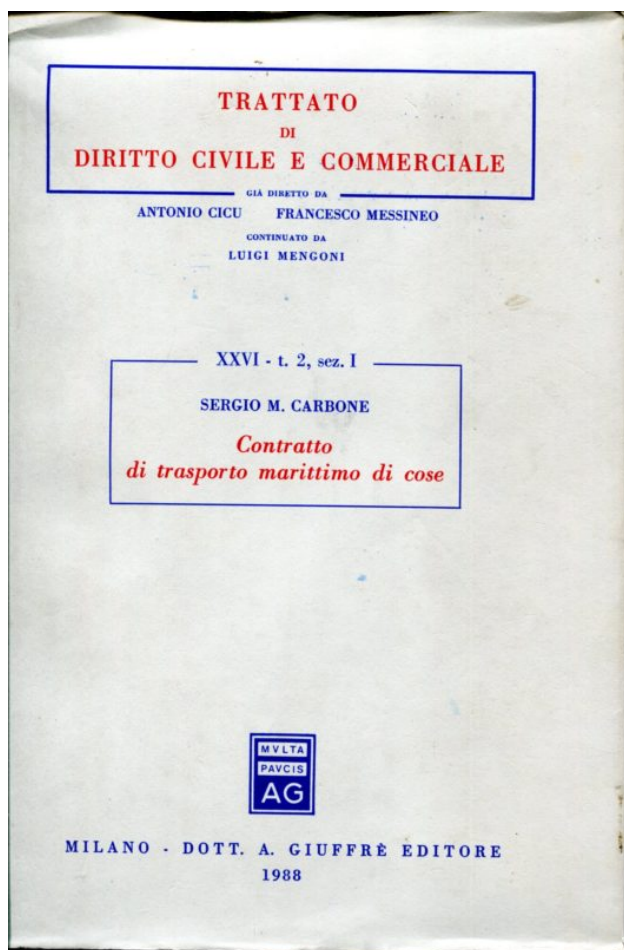 TRATTATO
DI
DIRITTO CIVILE E COMMERCIALE
GIÀ DIRETTO DA
ANTONIO CICU FRANCESCO MESSINEO
CONTINUATO DA
LUIGI MENGONI
XXVI - t. 2, sez. I
SERGIO M. CARBONE
Contratto
di trasporto marittimo di cose
MVLTA
PAVCIS
AG
MILANO - DOTT. A. GIUFFRÈ EDITORE
1988